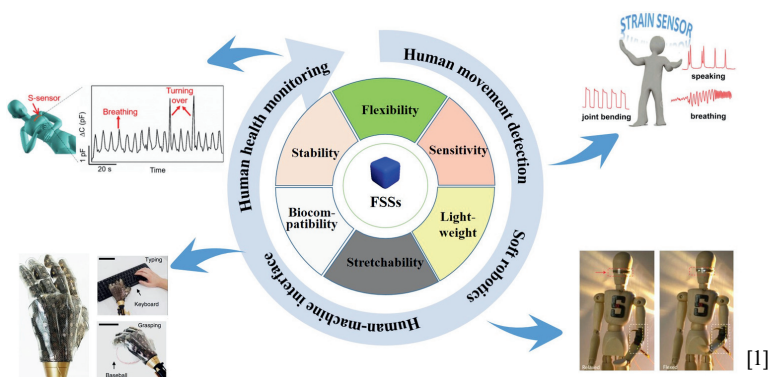 S-sensor
Breathing
Turning
over
ΔC (pF)
1 pF
20 s
Time
Human health monitoring
Human movement detection
Soft robotics
Human-machine interface
Flexibility
Sensitivity
Light-
weight
Stretchability
Biocom-
patibility
Stability
FSSs
STRAIN SENSOR
speaking
joint bending
breathing
Typing
Keyboard
Grasping
Baseball
S
S
Relaxed
Flexed
[1]